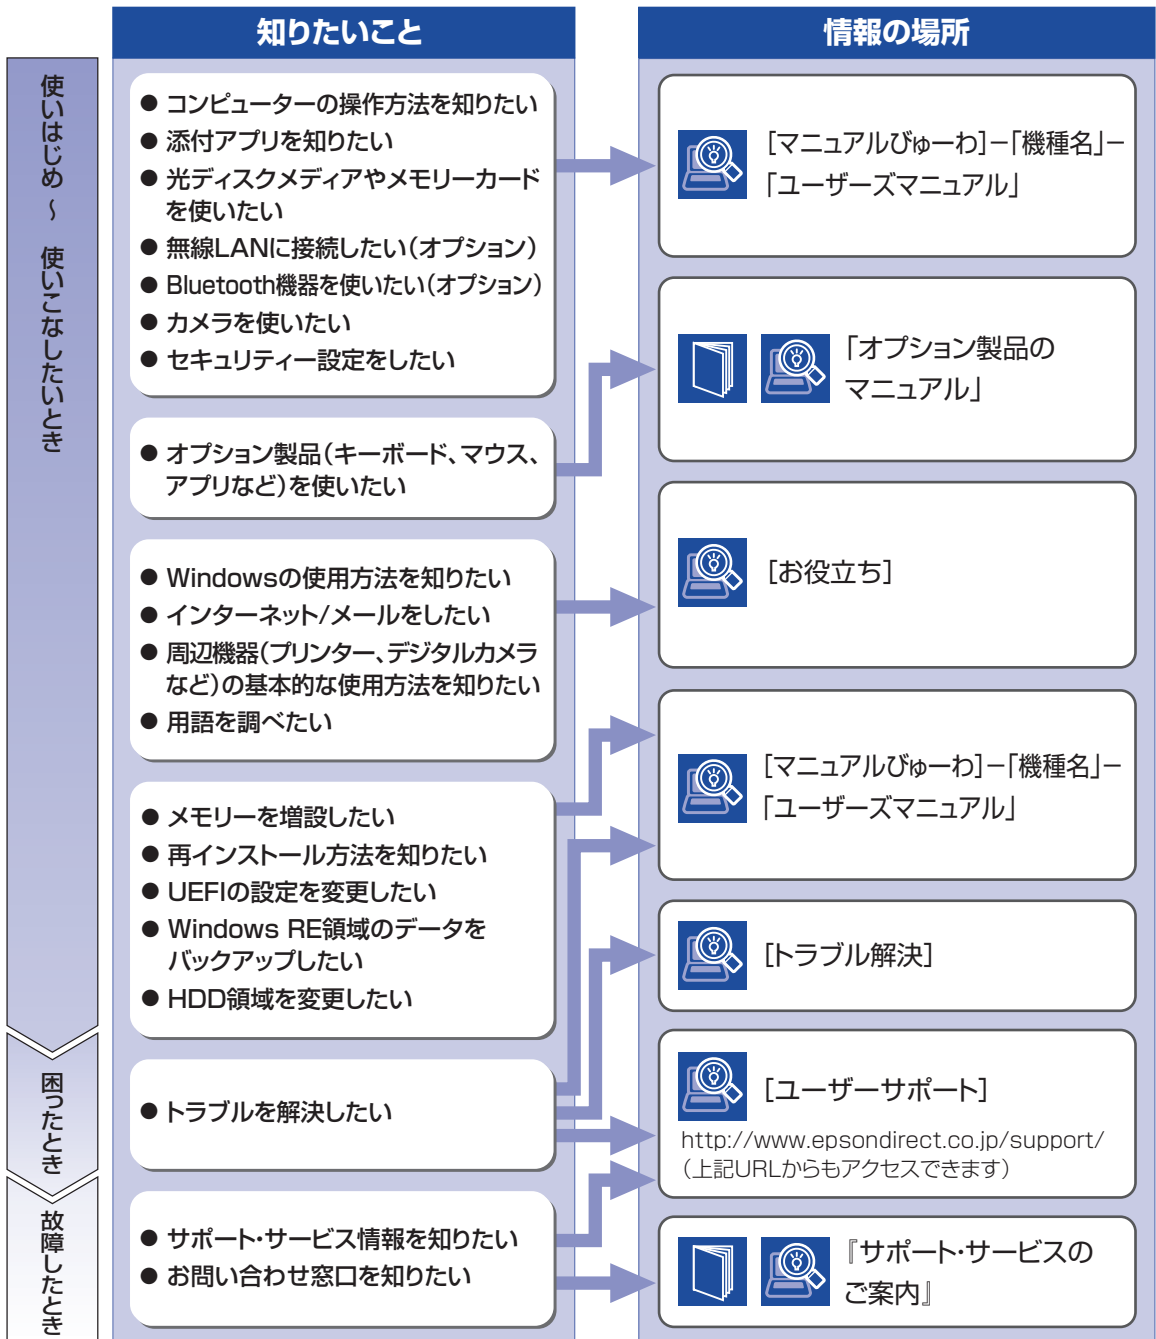 知りたいこと
情報の場所
使いはじめ ～ 使いこなしたいとき
● コンピューターの操作方法を知りたい
● 添付アプリを知りたい
● 光ディスクメディアやメモリーカード
を使いたい
● 無線LANに接続したい（オプション）
● Bluetooth機器を使いたい（オプション）
● カメラを使いたい
● セキュリティー設定をしたい
● オプション製品（キーボード、マウス、
アプリなど）を使いたい
● Windowsの使用方法を知りたい
● インターネット/メールをしたい
● 周辺機器（プリンター、デジタルカメラ
など）の基本的な使用方法を知りたい
● 用語を調べたい
● メモリーを増設したい
● 再インストール方法を知りたい
● UEFIの設定を変更したい
● Windows RE領域のデータを
バックアップしたい
● HDD領域を変更したい
困ったとき
● トラブルを解決したい
故障したとき
● サポート・サービス情報を知りたい
● お問い合わせ窓口を知りたい
［マニュアルびゅーわ］－「機種名」－
「ユーザーズマニュアル」
「オプション製品の
マニュアル」
［お役立ち］
［マニュアルびゅーわ］－「機種名」－
「ユーザーズマニュアル」
［トラブル解決］
［ユーザーサポート］
http://www.epsondirect.co.jp/support/
（上記URLからもアクセスできます）
『サポート・サービスの
ご案内』